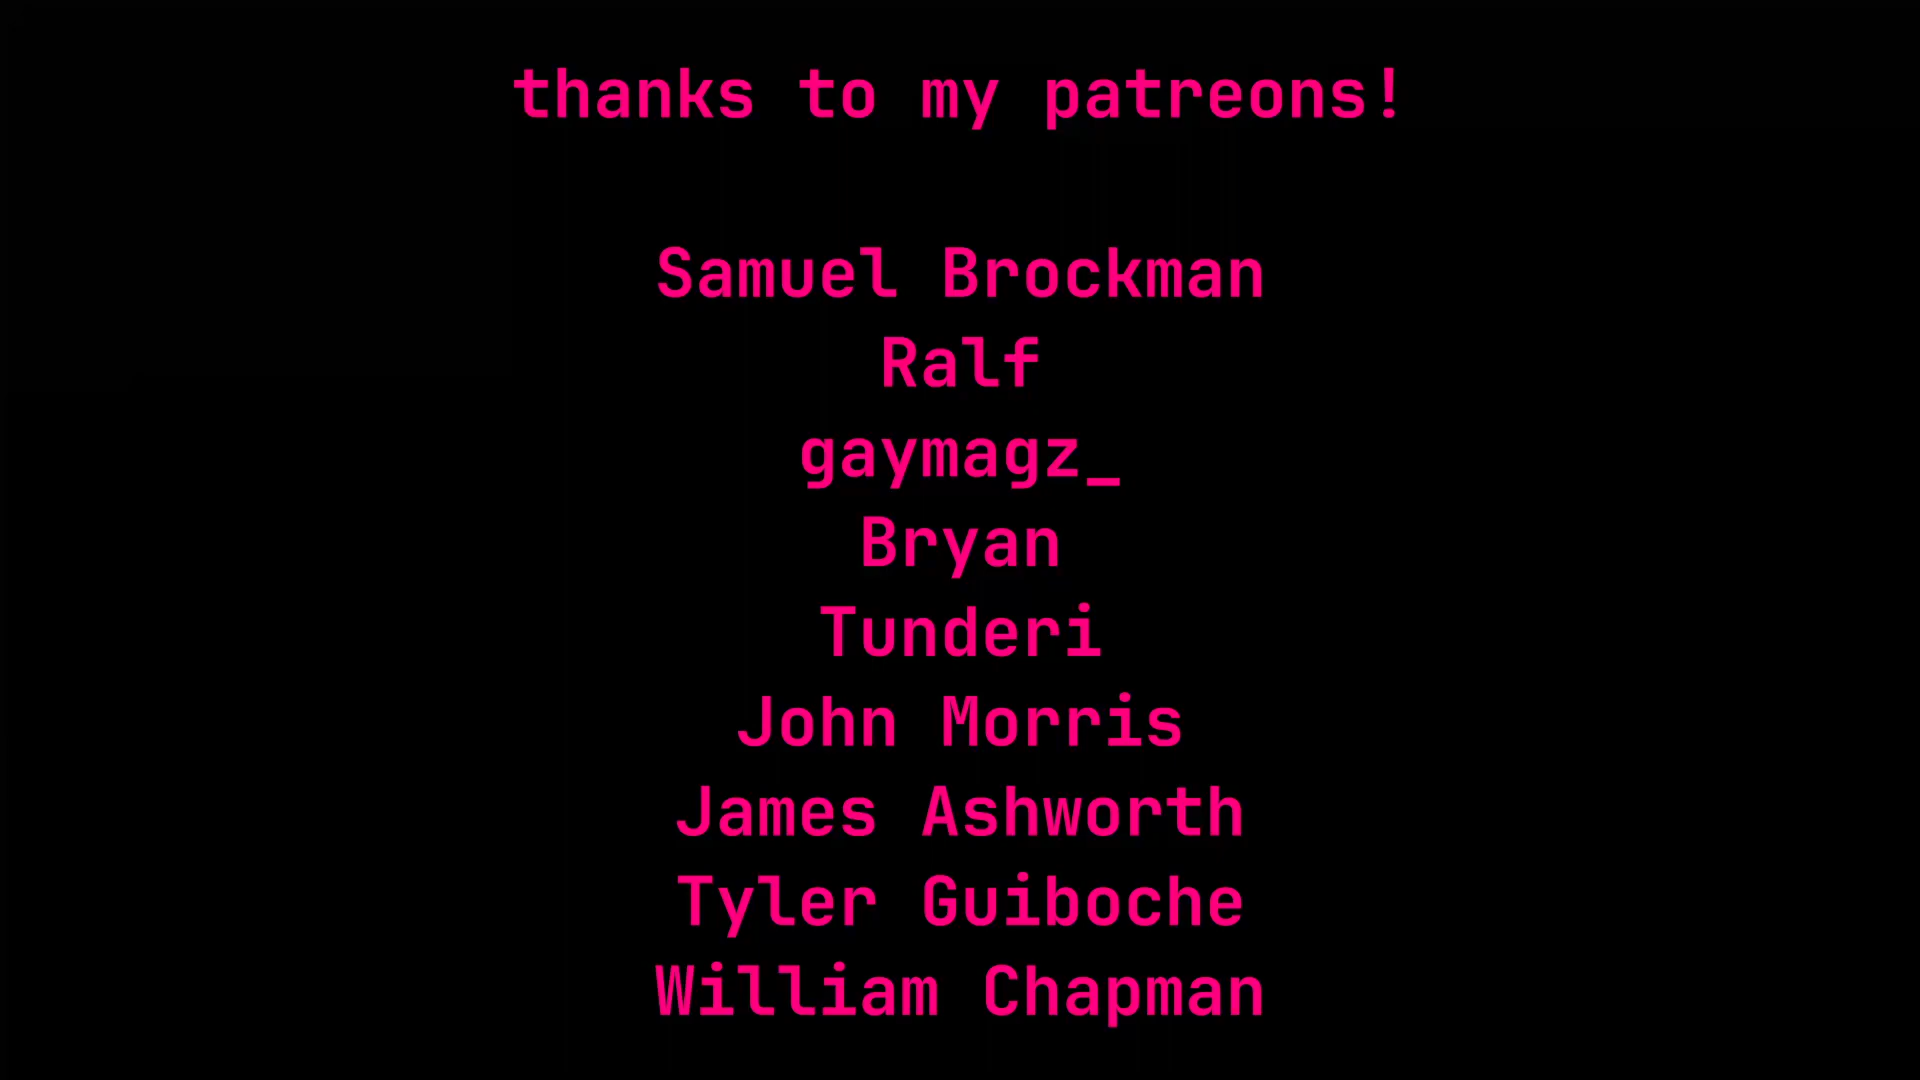 thanks to my patreons!
Samuel Brockman
Ralf
gaymagz_
Bryan
Tunderi
John Morris
James Ashworth
Tyler Guiboche
William Chapman